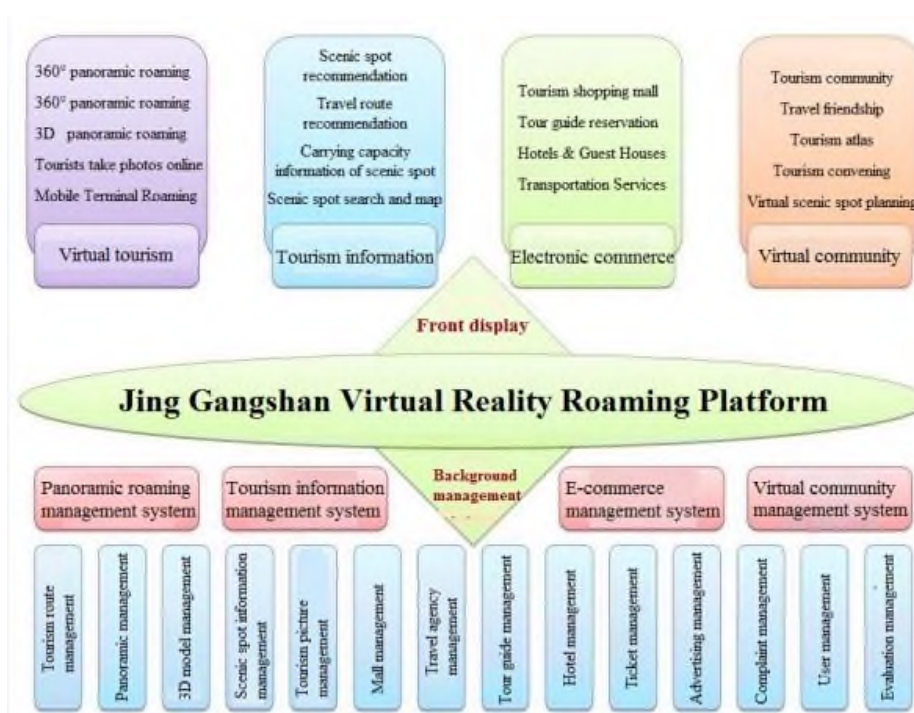 360° panoramic roaming
360° panoramic roaming
3D panoramic roaming
Tourists take photos online
Mobile Terminal Roaming
Virtual tourism
Scenic spot
recommendation
Travel route
recommendation
Carrying capacity
information of scenic spot
Scenic spot search and map
Tourism information
Tourism shopping mall
Tour guide reservation
Hotels & Guest Houses
Transportation Services
Electronic commerce
Tourism community
Travel friendship
Tourism atlas
Tourism convening
Virtual scenic spot planning
Virtual community
Front display
Jing Gangshan Virtual Reality Roaming Platform
Background
management
Panoramic roaming
management system
Tourism information
management system
E-commerce
management system
Virtual community
management system
Tourism route
management
Panoramic management
3D model management
Scenic spot information
management
Tourism picture
management
Mall management
Travel agency
management
Tour guide management
Hotel management
Ticket management
Advertising management
Complaint management
User management
Evaluation management